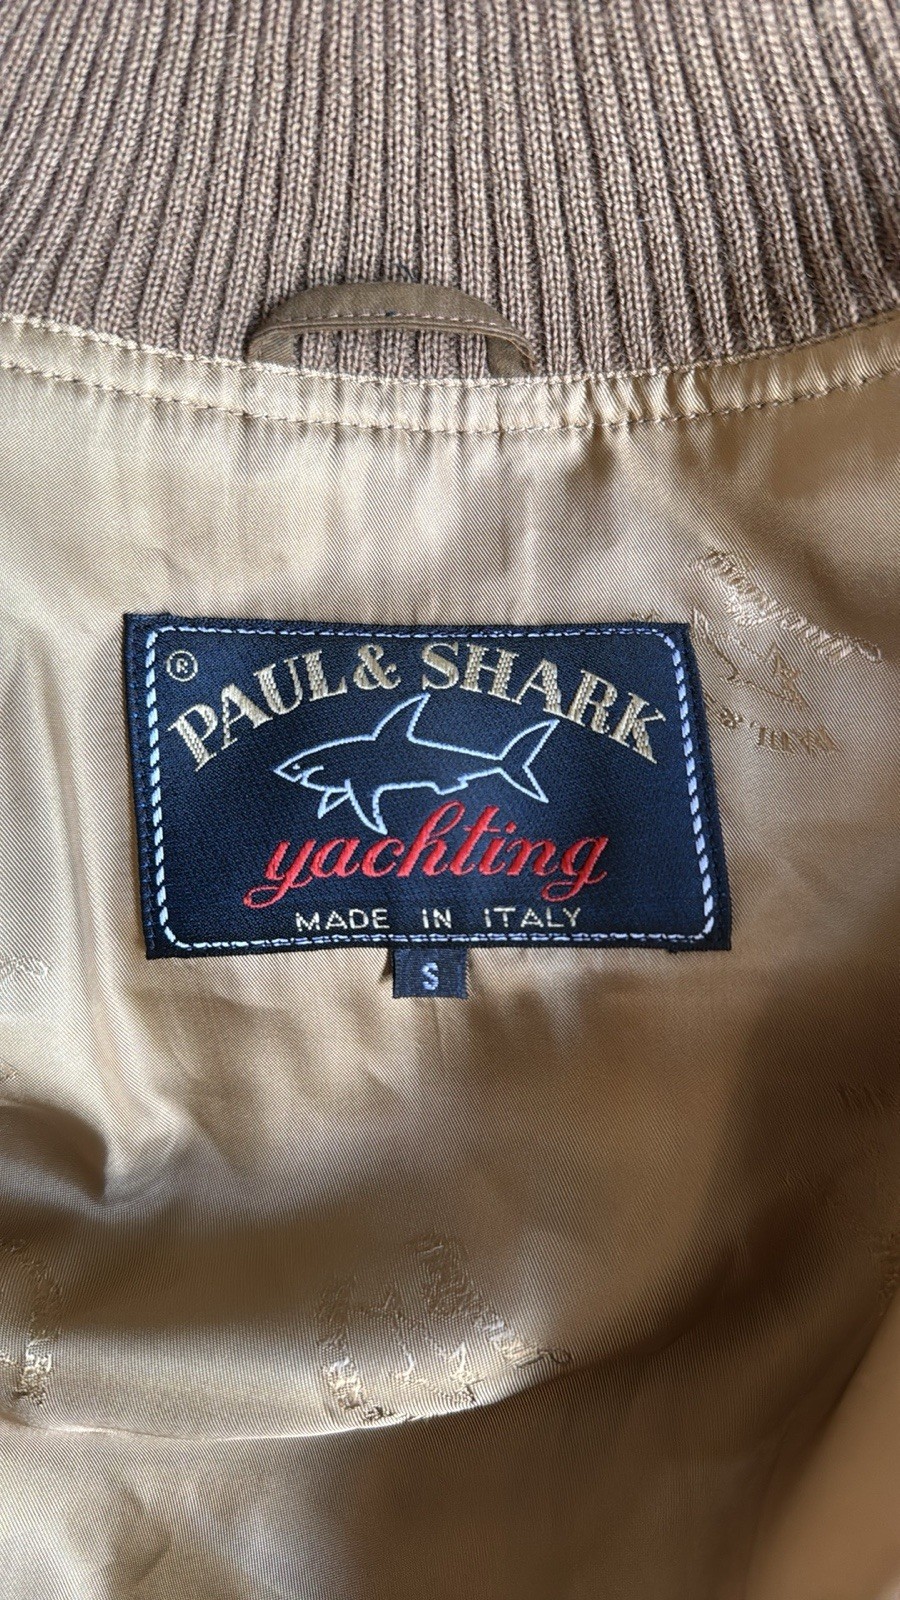 ®
PAUL & SHARK
yachting
MADE IN ITALY
S